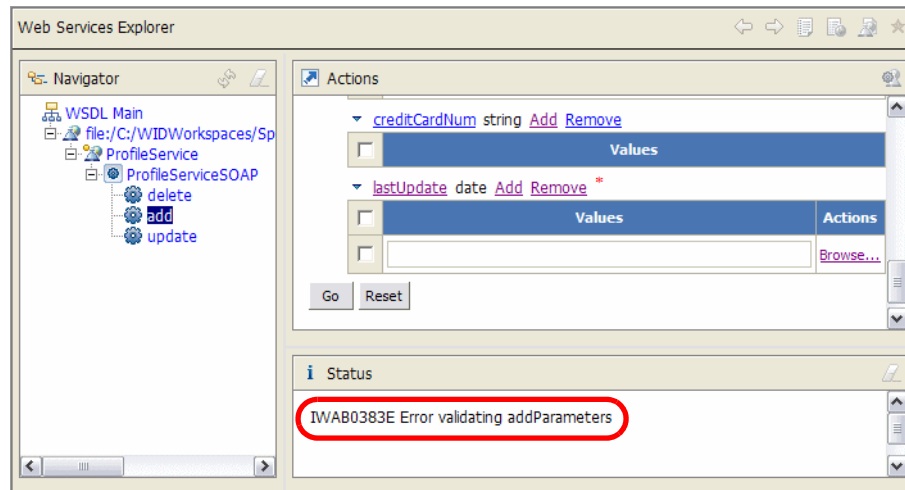 Web Services Explorer
Navigator
WSDL Main
file:/C:/WIDWorkspaces/Sp
ProfileService
ProfileServiceSOAP
delete
add
update
Actions
creditCardNum string Add Remove
Values
lastUpdate date Add Remove *
Values Actions
Browse...
Go Reset
i Status
IWAB0383E Error validating addParameters